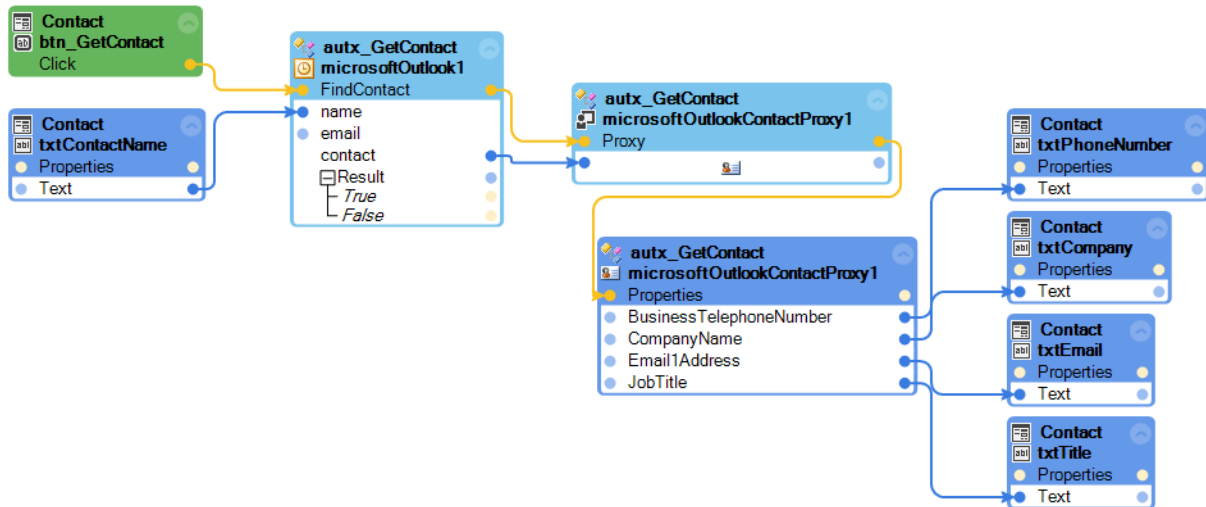 Contact
btn_GetContact
Click
Contact
txtContactName
Properties
Text
autx_GetContact
microsoftOutlook1
FindContact
name
email
contact
Result
True
False
autx_GetContact
microsoftOutlookContactProxy1
Proxy
autx_GetContact
microsoftOutlookContactProxy1
Properties
BusinessTelephoneNumber
CompanyName
Email1Address
JobTitle
Contact
txtPhoneNumber
Properties
Text
Contact
txtCompany
Properties
Text
Contact
txtEmail
Properties
Text
Contact
txtTitle
Properties
Text